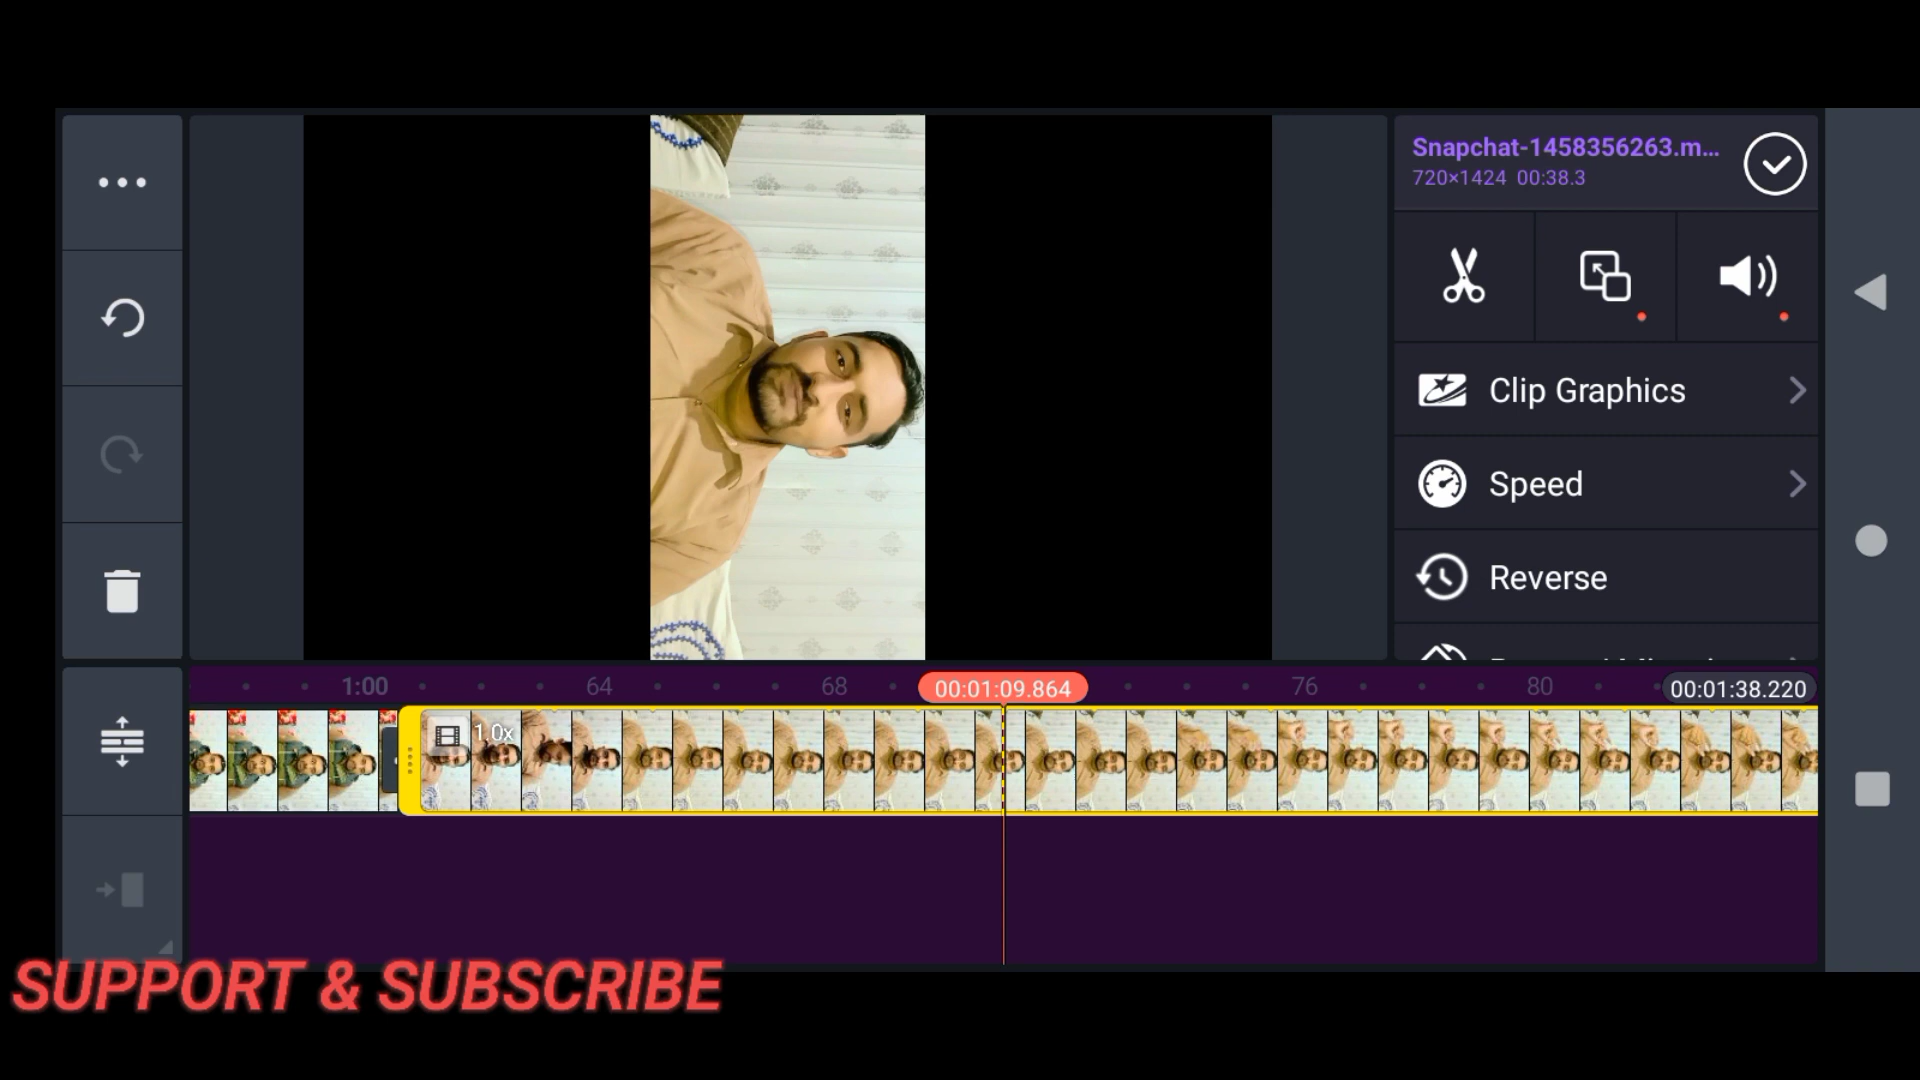 Snapchat-1458356263.m...
720×1424 00:38.3
Clip Graphics
Speed
Reverse
1:00 64 68 00:01:09.864 76 80 00:01:38.220
1.0x
SUPPORT & SUBSCRIBE